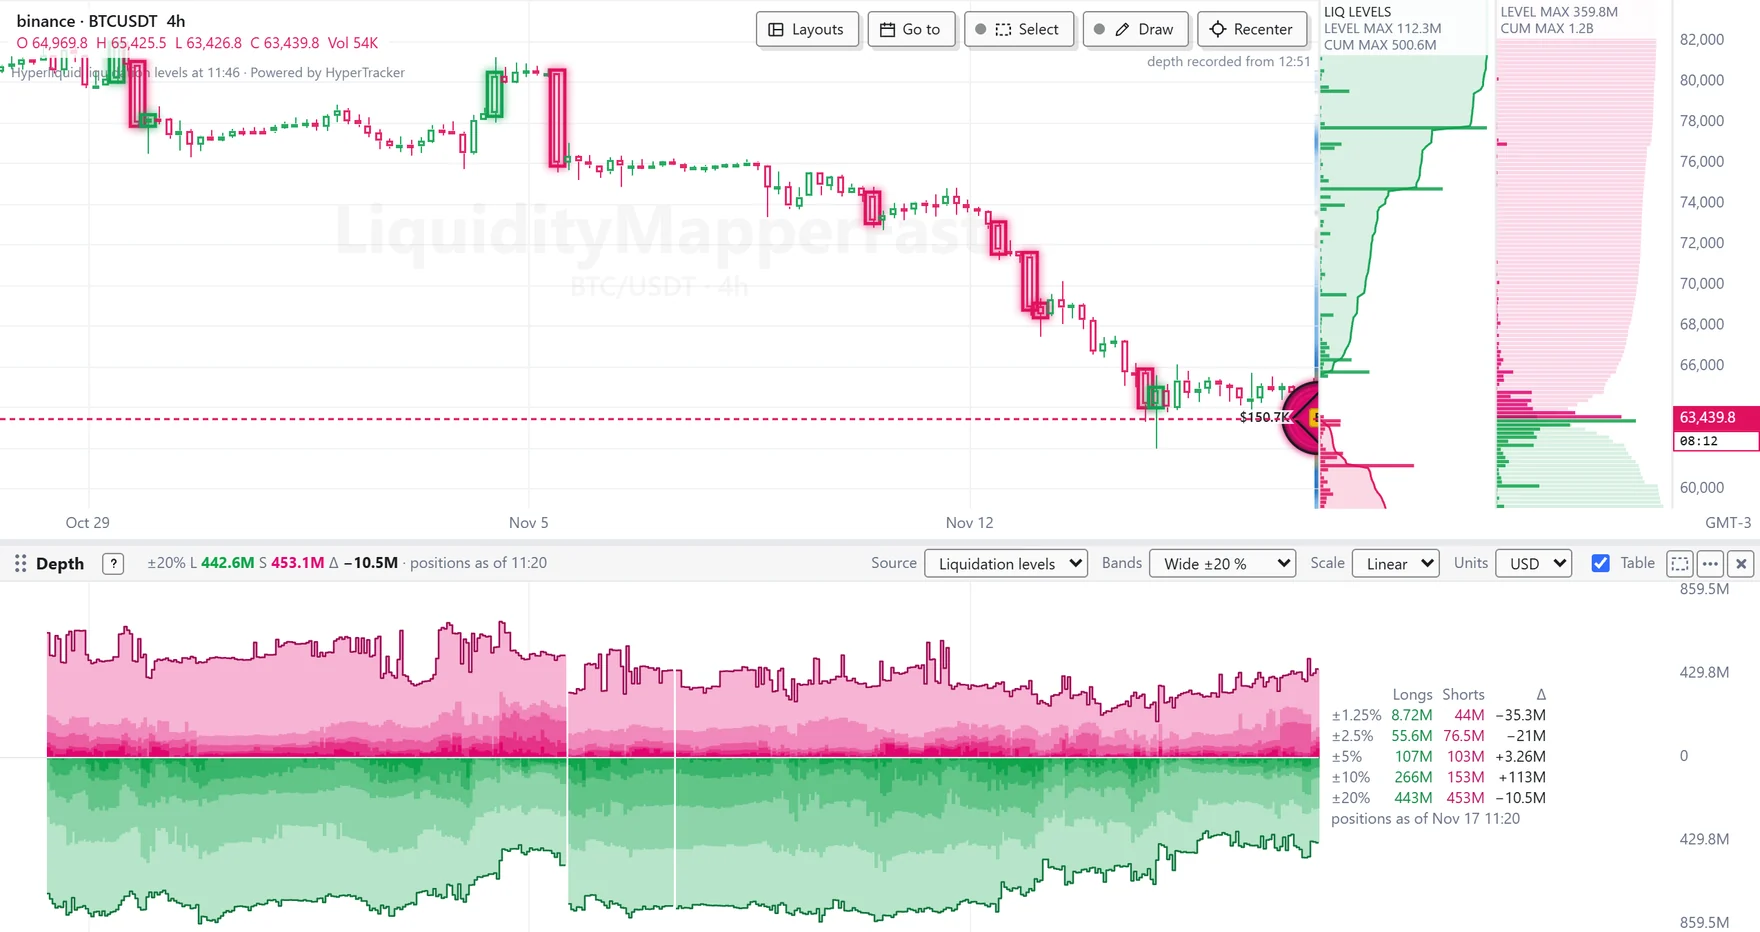 binance · BTCUSDT 4h
O 64,969.8 H 65,425.5 L 63,426.8 C 63,439.8 Vol 54K
Hyperliquid liquidation levels at 11:46 · Powered by HyperTracker
Layouts
Go to
Select
Draw
Recenter
depth recorded from 12:51
LIQ LEVELS
LEVEL MAX 112.3M
CUM MAX 500.6M
LEVEL MAX 359.8M
CUM MAX 1.2B
82,000
80,000
78,000
76,000
74,000
72,000
70,000
68,000
66,000
63,439.8
08:12
60,000
LiquidityMapperFast
BTC/USDT · 4h
$150.7K
Oct 29
Nov 5
Nov 12
GMT-3
Depth ? ±20% L 442.6M S 453.1M Δ −10.5M · positions as of 11:20
Source Liquidation levels Bands Wide ±20 % Scale Linear Units USD Table
859.5M
429.8M
0
429.8M
859.5M
Longs Shorts Δ
±1.25% 8.72M 44M −35.3M
±2.5% 55.6M 76.5M −21M
±5% 107M 103M +3.26M
±10% 266M 153M +113M
±20% 443M 453M −10.5M
positions as of Nov 17 11:20